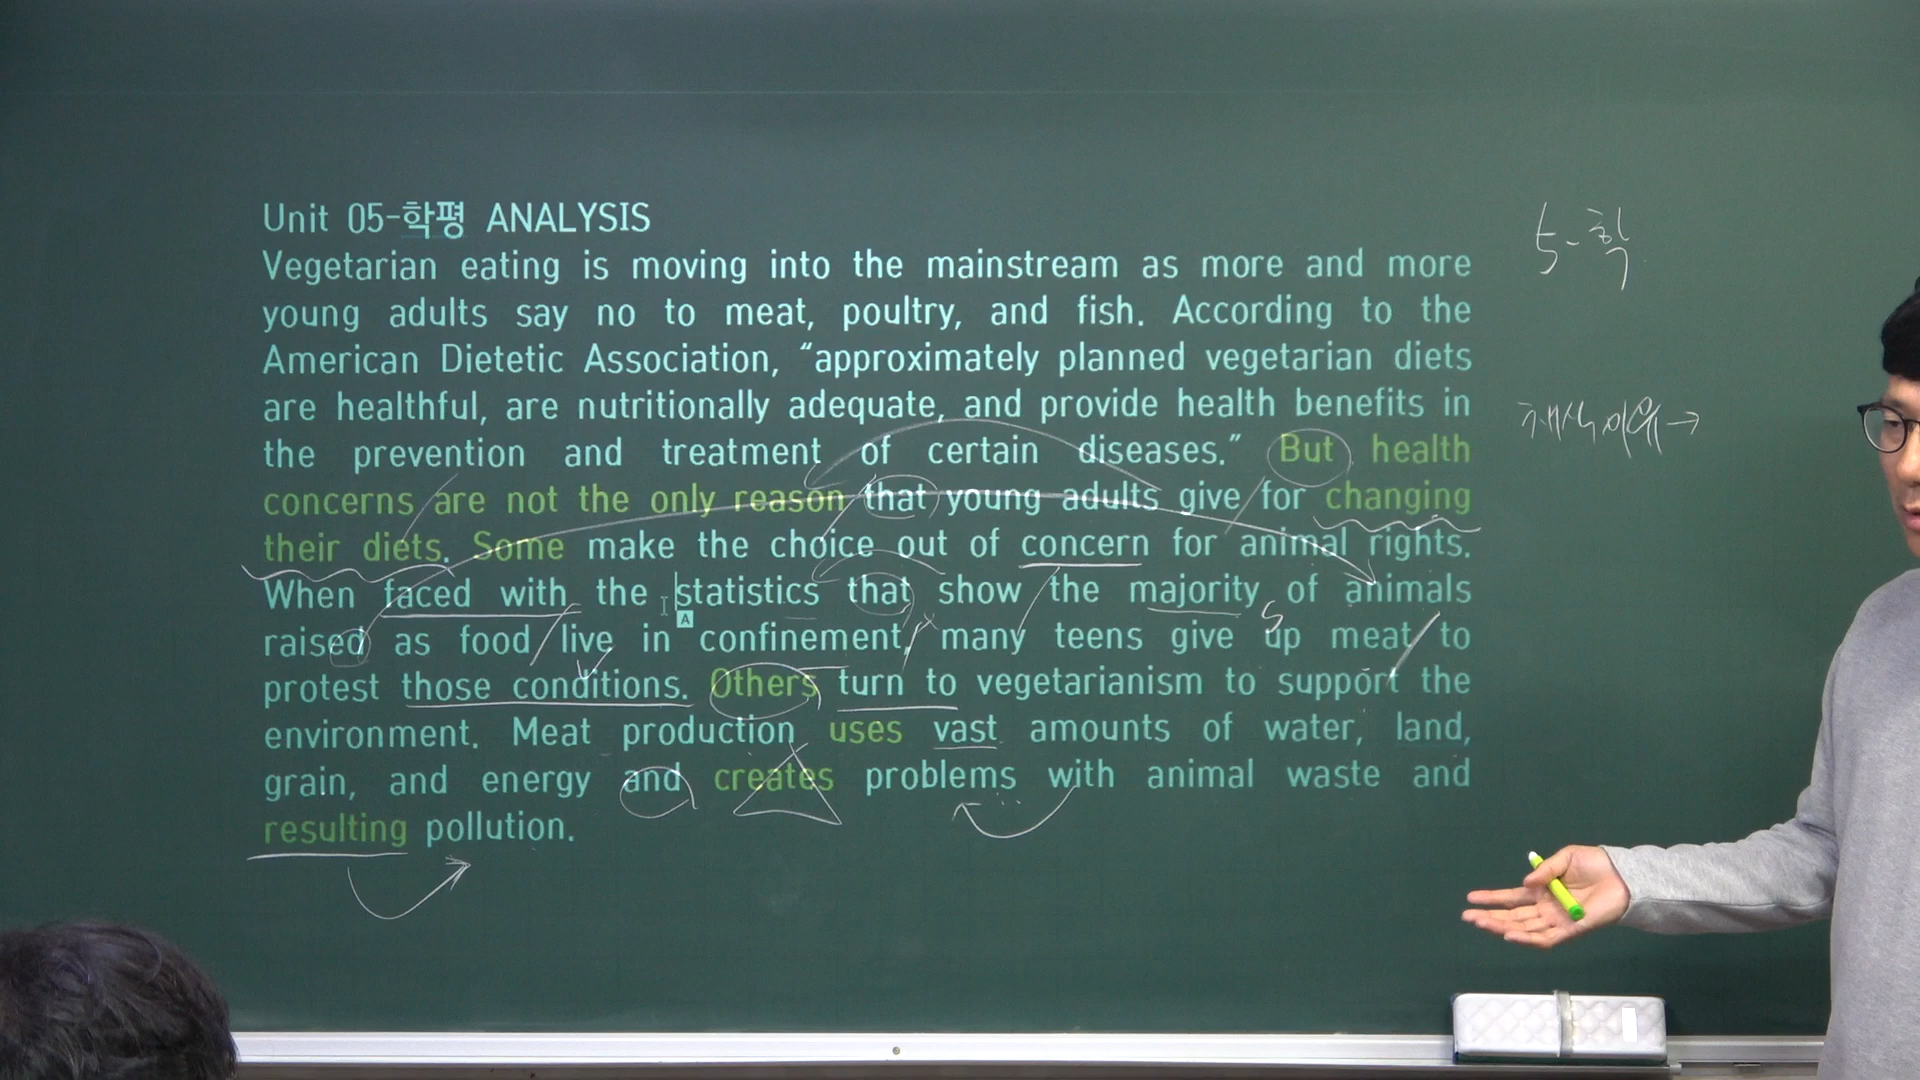 Unit 05-학평 ANALYSIS
Vegetarian eating is moving into the mainstream as more and more
young adults say no to meat, poultry, and fish. According to the
American Dietetic Association, “approximately planned vegetarian diets
are healthful, are nutritionally adequate, and provide health benefits in
the prevention and treatment of certain diseases.” But health
concerns are not the only reason that young adults give for changing
their diets. Some make the choice out of concern for animal rights.
When faced with the statistics that show the majority of animals
raised as food live in confinement, many teens give up meat to
protest those conditions. Others turn to vegetarianism to support the
environment. Meat production uses vast amounts of water, land,
grain, and energy and creates problems with animal waste and
resulting pollution.
A
S
5-학
채식 이유 →